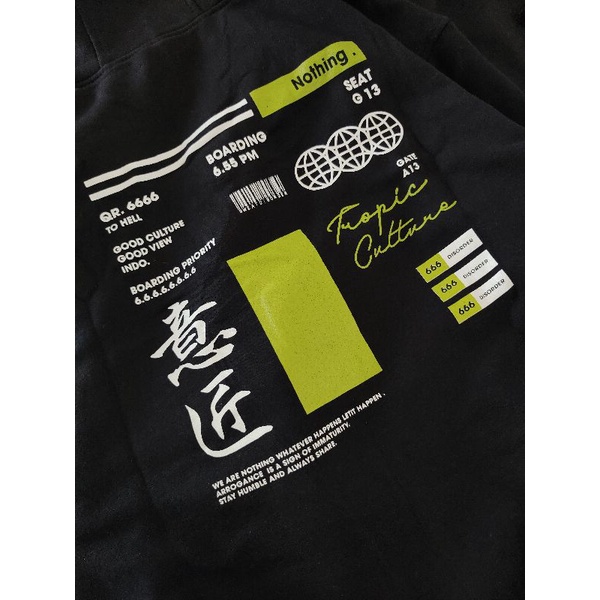 Nothing .
SEAT
G 13
BOARDING
6.55 PM
GATE
A13
QR. 6666
TO HELL
GOOD CULTURE
GOOD VIEW
INDO.
BOARDING PRIORITY
6.6.6.6.6.6.6.6
Tropic
Culture
666 DISORDER
666 DISORDER
666 DISORDER
意匠
WE ARE NOTHING WHATEVER HAPPENS LETIT HAPPEN .
ARROGANCE IS A SIGN OF IMMATURITY.
STAY HUMBLE AND ALWAYS SHARE.